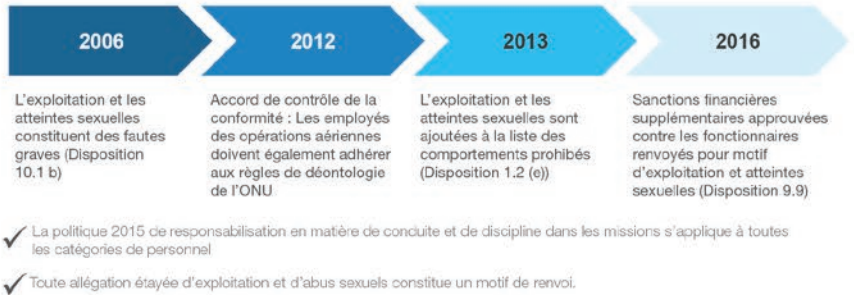 2006
L'exploitation et les
atteintes sexuelles
constituent des fautes
graves (Disposition
10.1 b)
2012
Accord de contrôle de la
conformité : Les employés
des opérations aériennes
doivent également adhérer
aux règles de déontologie
de l'ONU
2013
L'exploitation et les
atteintes sexuelles sont
ajoutées à la liste des
comportements prohibés
(Disposition 1.2 (e))
2016
Sanctions financières
supplémentaires approuvées
contre les fonctionnaires
renvoyés pour motif
d'exploitation et atteintes
sexuelles (Disposition 9.9)
La politique 2015 de responsabilisation en matière de conduite et de discipline dans les missions s'applique à toutes
les catégories de personnel
Toute allégation étayée d'exploitation et d'abus sexuels constitue un motif de renvoi.